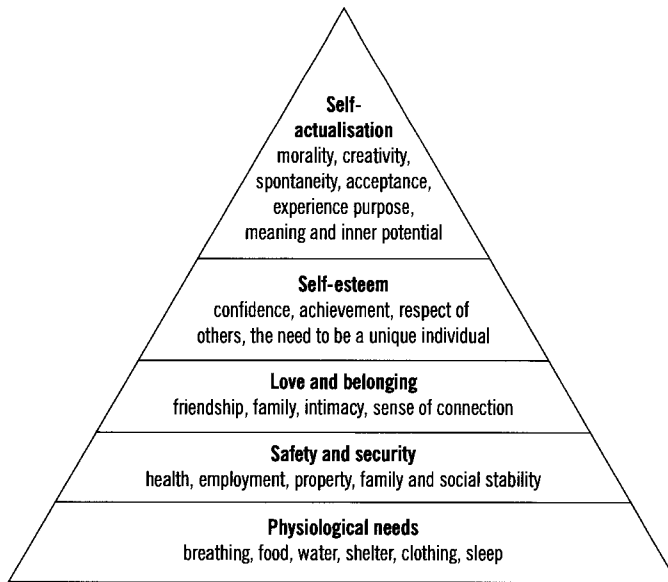 Self-
actualisation
morality, creativity,
spontaneity, acceptance,
experience purpose,
meaning and inner potential
Self-esteem
confidence, achievement, respect of
others, the need to be a unique individual
Love and belonging
friendship, family, intimacy, sense of connection
Safety and security
health, employment, property, family and social stability
Physiological needs
breathing, food, water, shelter, clothing, sleep